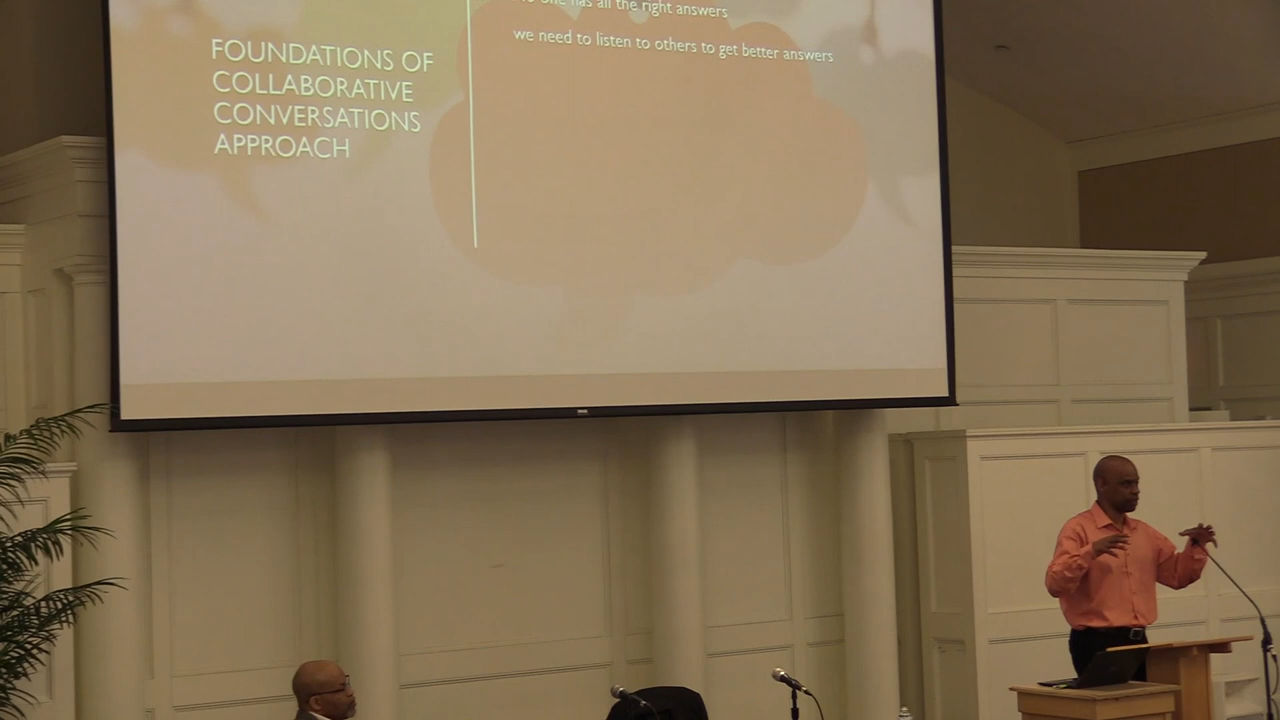 one has all the right answers
we need to listen to others to get better answers
FOUNDATIONS OF
COLLABORATIVE
CONVERSATIONS
APPROACH